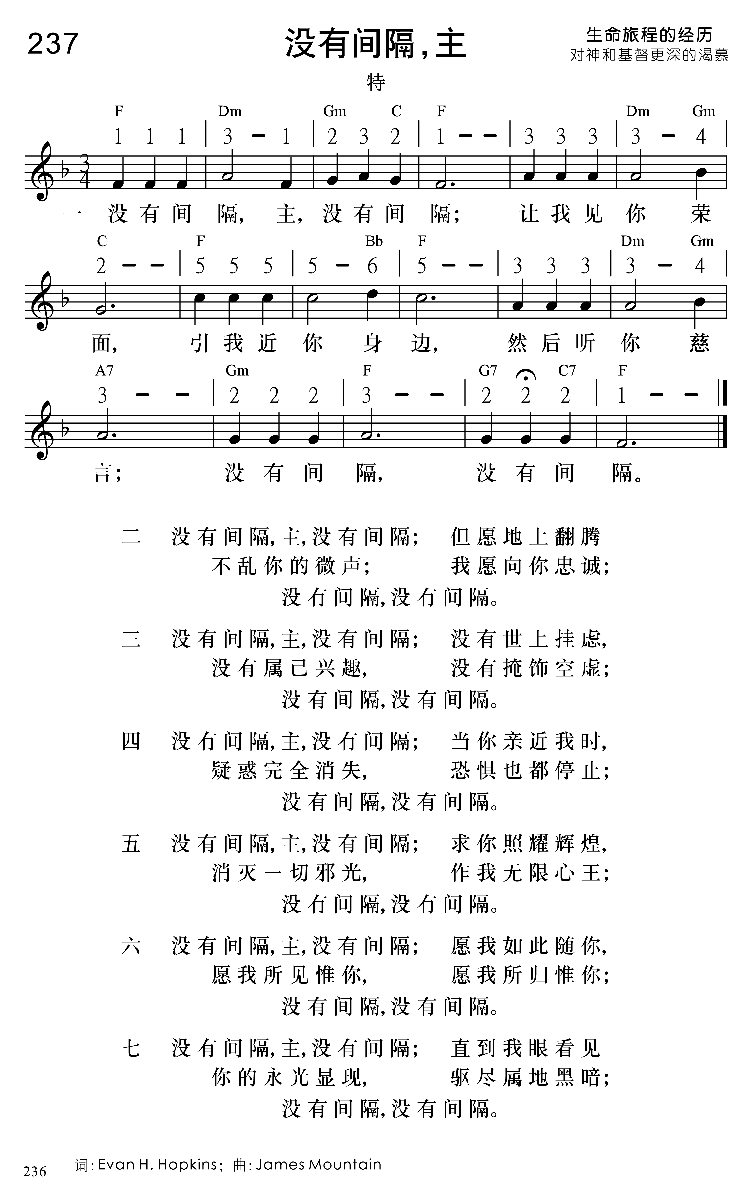 237
没有间隔,主
生命旅程的经历
对神和基督更深的渴慕
特
F Dm Gm C F Dm Gm
1 1 1 | 3 - 1 | 2 3 2 | 1 - - | 3 3 3 | 3 - 4
3
4
一 没有间 隔, 主, 没有间 隔; 让我见 你 荣
C F Bb F Dm Gm
2 - - | 5 5 5 | 5 - 6 | 5 - - | 3 3 3 | 3 - 4
面, 引我近 你 身 边, 然后听 你 慈
A7 Gm F G7 C7 F
3 - - | 2 2 2 | 3 - - | 2 2 2 | 1 - -
言; 没有间 隔, 没有间 隔。
二 没有间隔,主,没有间隔; 但愿地上翻腾
不乱你的微声; 我愿向你忠诚;
没有间隔,没有间隔。
三 没有间隔,主,没有间隔; 没有世上挂虑,
没有属己兴趣, 没有掩饰空虚;
没有间隔,没有间隔。
四 没有间隔,主,没有间隔; 当你亲近我时,
疑惑完全消失, 恐惧也都停止;
没有间隔,没有间隔。
五 没有间隔,主,没有间隔; 求你照耀辉煌,
消灭一切邪光, 作我无限心王;
没有间隔,没有间隔。
六 没有间隔,主,没有间隔; 愿我如此随你,
愿我所见惟你, 愿我所归惟你;
没有间隔,没有间隔。
七 没有间隔,主,没有间隔; 直到我眼看见
你的永光显现, 驱尽属地黑暗;
没有间隔,没有间隔。
词: Evan H. Hopkins; 曲: James Mountain
236